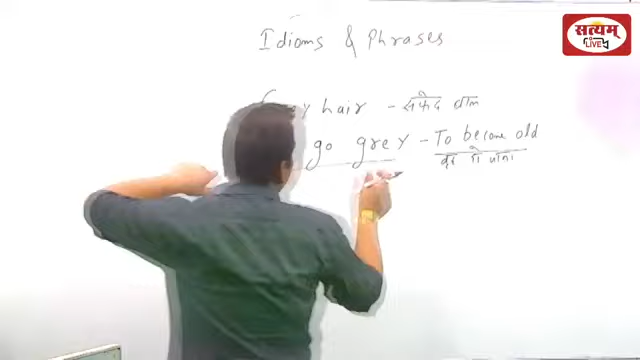 Idioms & Phrases
hair - सफेद बाल
go grey - To become old
सत्यम्
LIVE